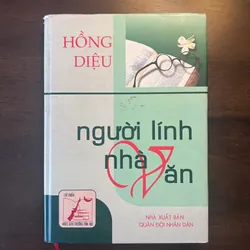 HỒNG
DIỆU
người lính
nhà Văn
NHÀ XUẤT BẢN
QUÂN ĐỘI NHÂN DÂN